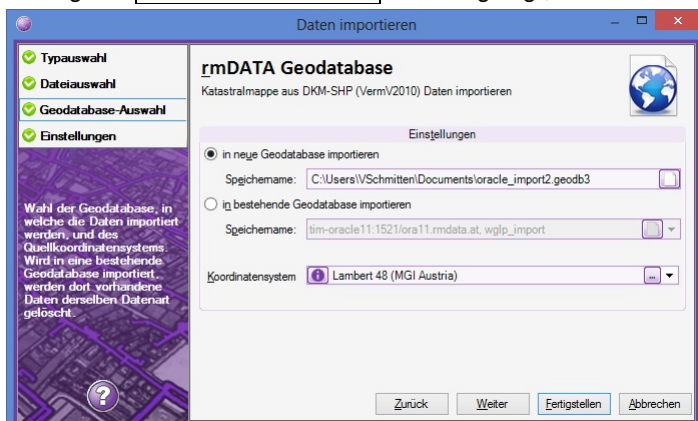 Daten importieren
Typauswahl
Dateiauswahl
Geodatabase-Auswahl
Einstellungen
Wahl der Geodatabase, in
welche die Daten importiert
werden, und des
Quellkoordinatensystems.
Wird in eine bestehende
Geodatabase importiert,
werden dort vorhandene
Daten derselben Datenart
gelöscht.
?
rmDATA Geodatabase
Katastralmappe aus DKM-SHP (VermV2010) Daten importieren
Einstellungen
in neue Geodatabase importieren
Speichername: C:\Users\VSchmitten\Documents\oracle_import2.geodb3
in bestehende Geodatabase importieren
Speichername: tim-oracle11:1521/ora11.rmdata.at, wglp_import
Koordinatensystem Lambert 48 (MGI Austria) ...
Zurück Weiter Fertigstellen Abbrechen